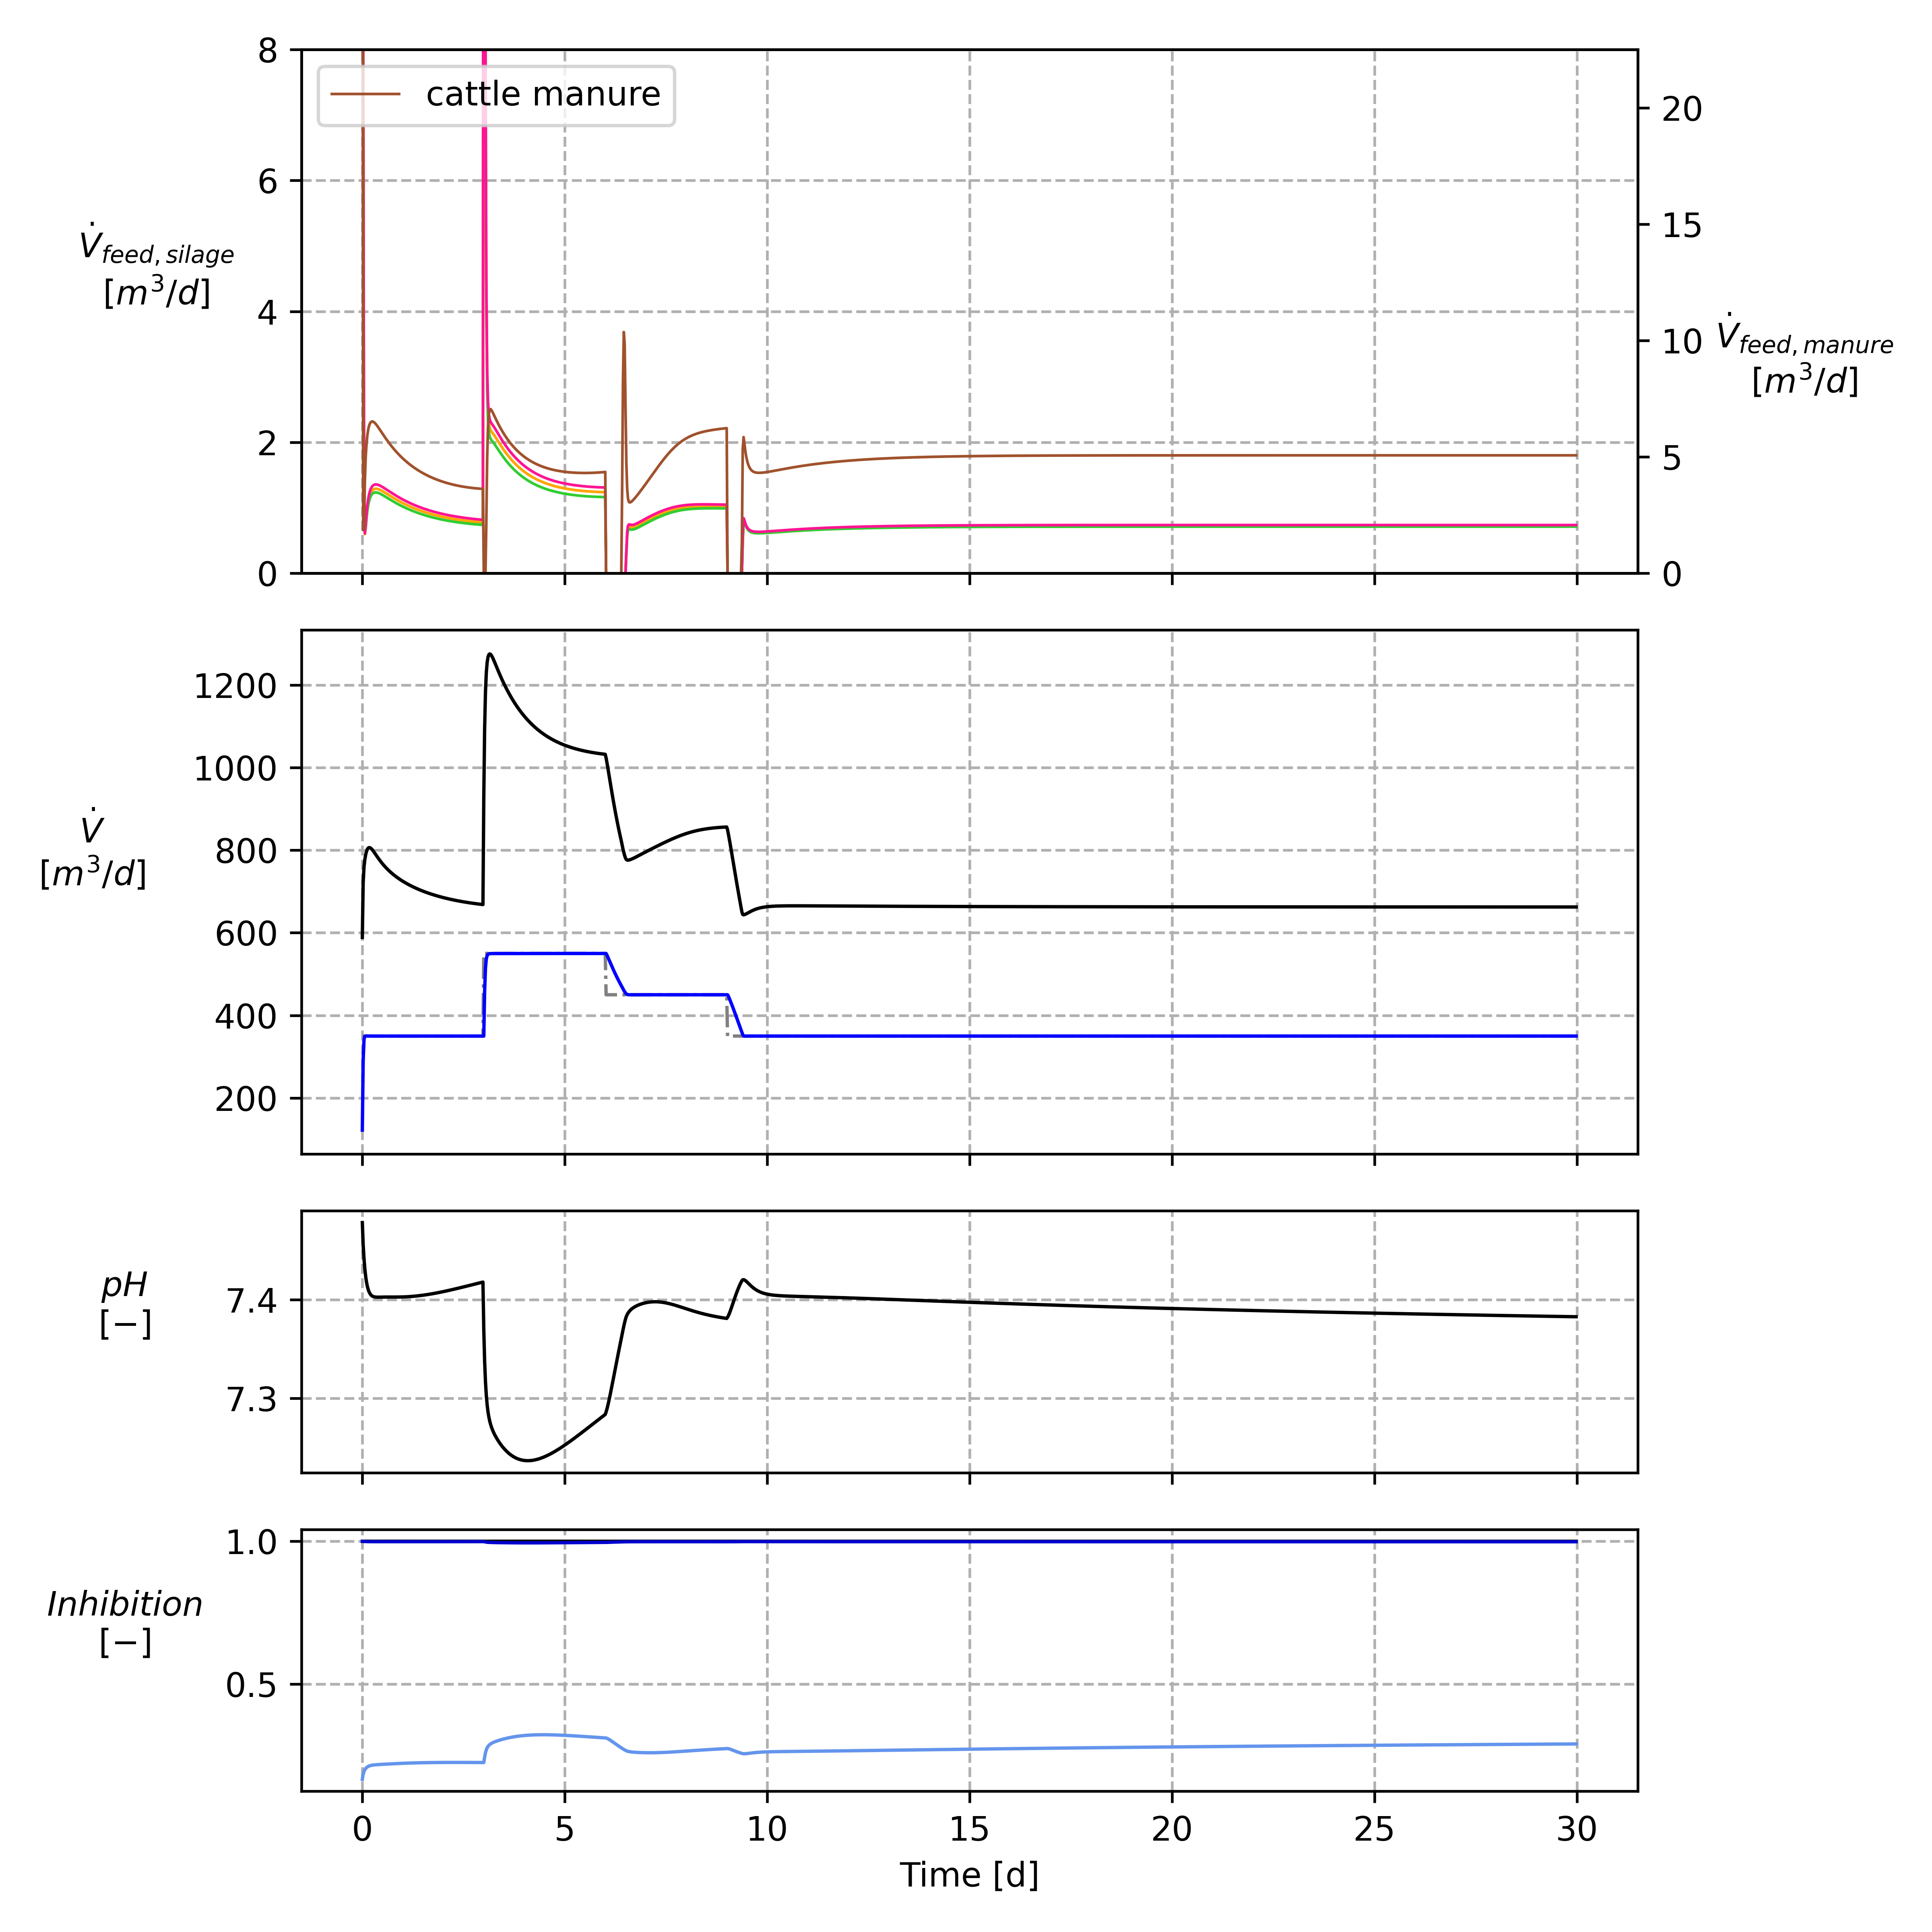 8
6
4
2
0
cattle manure
20
15
10
5
0
V̇feed, silage
[m³/d]
V̇feed, manure
[m³/d]
1200
1000
800
600
400
200
V̇
[m³/d]
7.4
7.3
pH
[−]
1.0
0.5
Inhibition
[−]
0 5 10 15 20 25 30
Time [d]